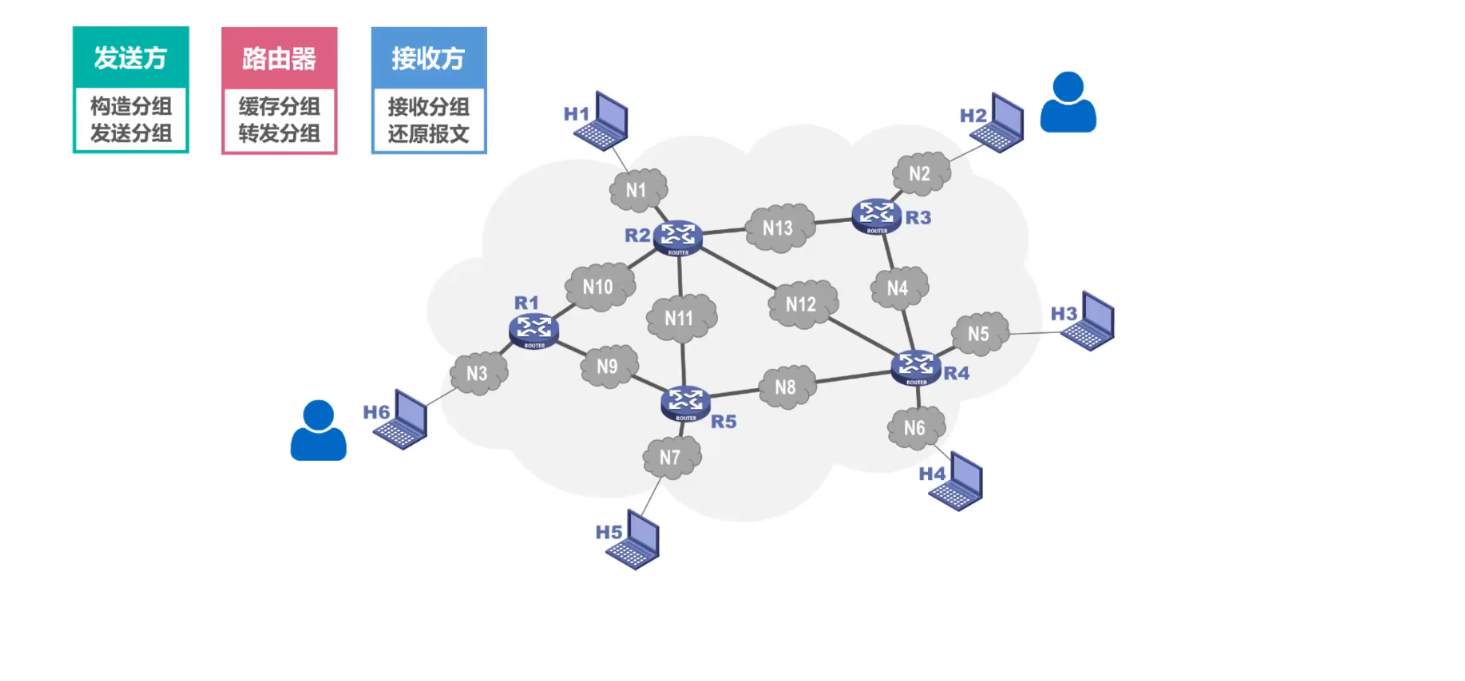 发送方
构造分组
发送分组
路由器
缓存分组
转发分组
接收方
接收分组
还原报文
H1
H2
N1
N2
R2
ROUTER
N13
R3
ROUTER
N10
N11
N12
N4
R1
ROUTER
H3
N5
N3
N9
N8
R4
ROUTER
H6
R5
ROUTER
N7
N6
H4
H5